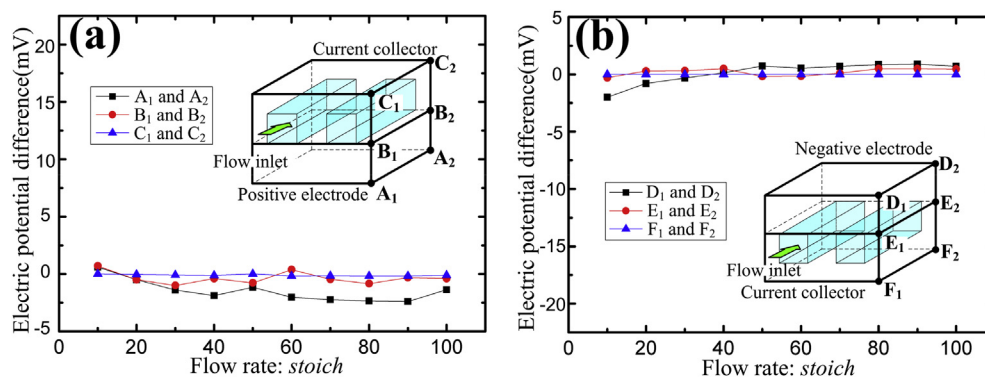 (a)
Electric potential difference(mV)
20
15
10
5
0
-5
A₁ and A₂
B₁ and B₂
C₁ and C₂
Current collector
C₂
C₁
B₂
B₁
A₂
A₁
Flow inlet
Positive electrode
0 20 40 60 80 100
Flow rate: stoich
(b)
Electric potential difference(mV)
5
0
-5
-10
-15
-20
D₁ and D₂
E₁ and E₂
F₁ and F₂
Negative electrode
D₂
D₁
E₂
E₁
F₂
F₁
Flow inlet
Current collector
0 20 40 60 80 100
Flow rate: stoich